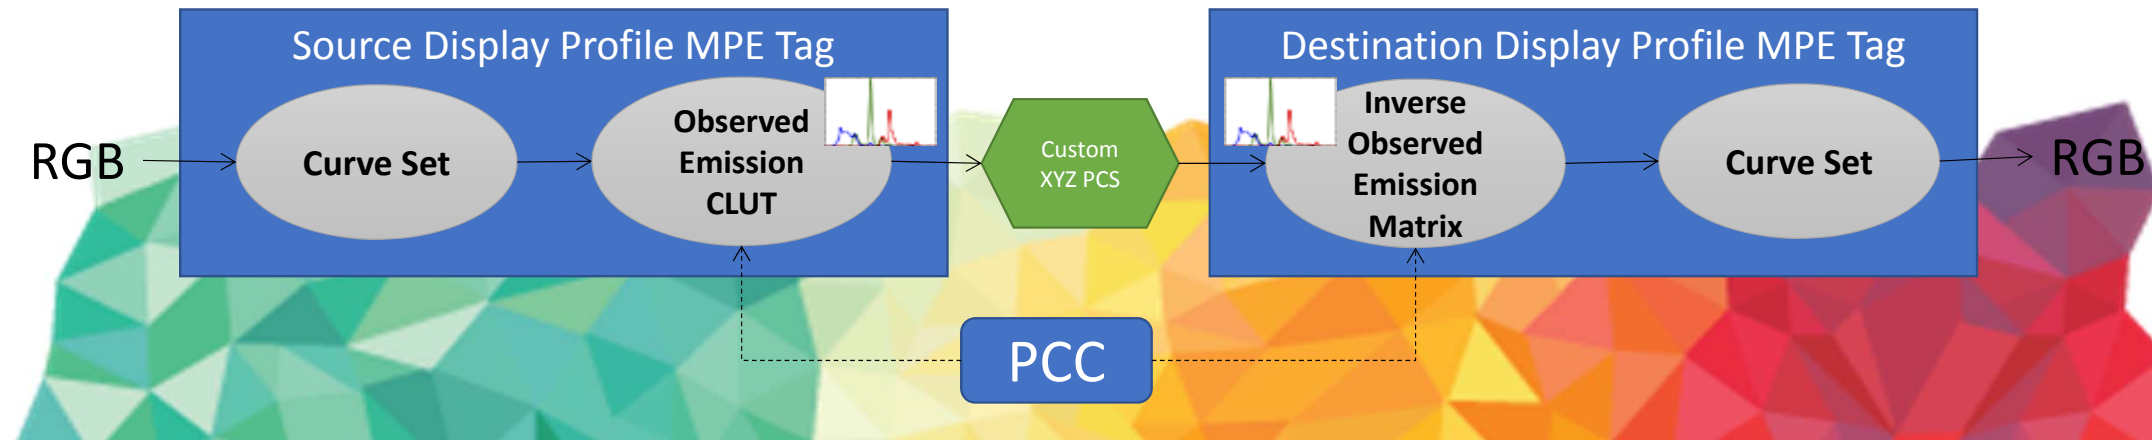 Source Display Profile MPE Tag
Destination Display Profile MPE Tag
RGB
Curve Set
Observed
Emission
CLUT
Custom
XYZ PCS
Inverse
Observed
Emission
Matrix
Curve Set
RGB
PCC